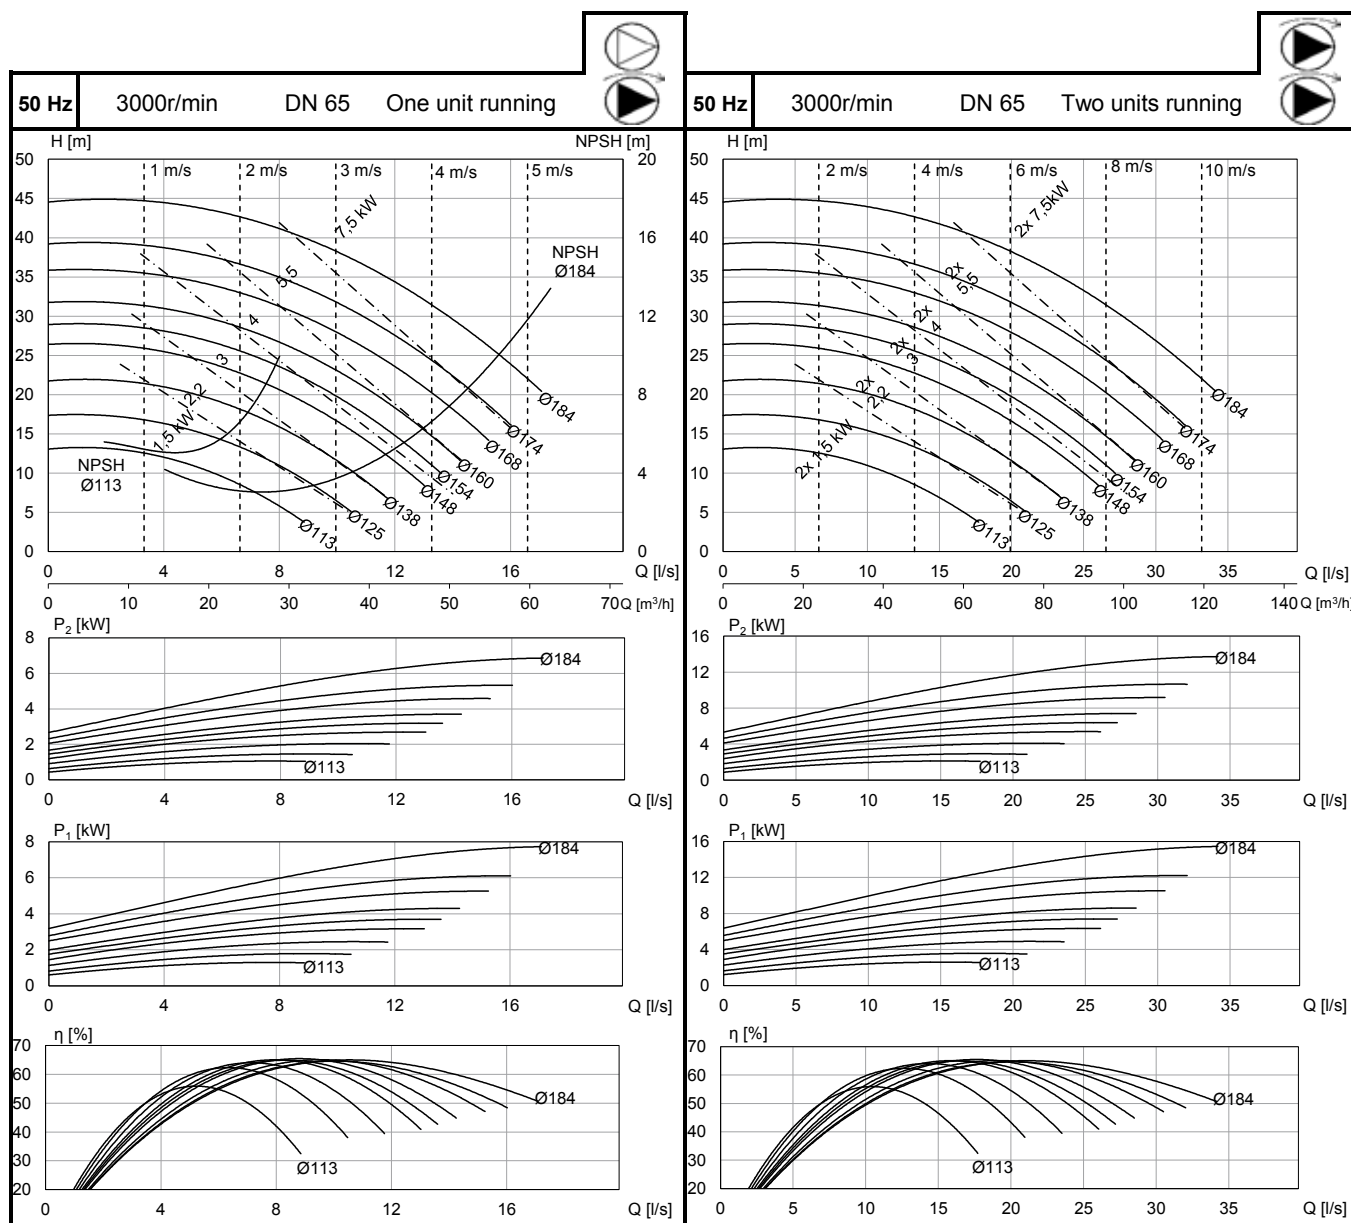 50 Hz 3000r/min DN 65 One unit running
50 Hz 3000r/min DN 65 Two units running
H [m] NPSH [m]
50 20
1 m/s 2 m/s 3 m/s 4 m/s 5 m/s
45
40 16
35
30 12
25
20 8
15
10 4
5
0 0
7,5 kW
5,5
4
3
2,2
1,5 kW
NPSH
Ø184
NPSH
Ø113
Ø184
Ø174
Ø168
Ø160
Ø154
Ø148
Ø138
Ø125
Ø113
0 4 8 12 16 Q [l/s]
0 10 20 30 40 50 60 70 Q [m³/h]
H [m]
50
2 m/s 4 m/s 6 m/s 8 m/s 10 m/s
45
40
35
30
25
20
15
10
5
0
2x 7,5kW
2x
5,5
2x
4
2x
3
2x
2,2
2x 1,5 kW
Ø184
Ø174
Ø168
Ø160
Ø154
Ø148
Ø138
Ø125
Ø113
0 5 10 15 20 25 30 35 Q [l/s]
0 20 40 60 80 100 120 140 Q [m³/h]
P₂ [kW]
8
6
4
2
0
Ø184
Ø113
0 4 8 12 16 Q [l/s]
P₂ [kW]
16
12
8
4
0
Ø184
Ø113
0 5 10 15 20 25 30 35 Q [l/s]
P₁ [kW]
8
6
4
2
0
Ø184
Ø113
0 4 8 12 16 Q [l/s]
P₁ [kW]
16
12
8
4
0
Ø184
Ø113
0 5 10 15 20 25 30 35 Q [l/s]
η [%]
70
60
50
40
30
20
Ø184
Ø113
0 4 8 12 16 Q [l/s]
η [%]
70
60
50
40
30
20
Ø184
Ø113
0 5 10 15 20 25 30 35 Q [l/s]